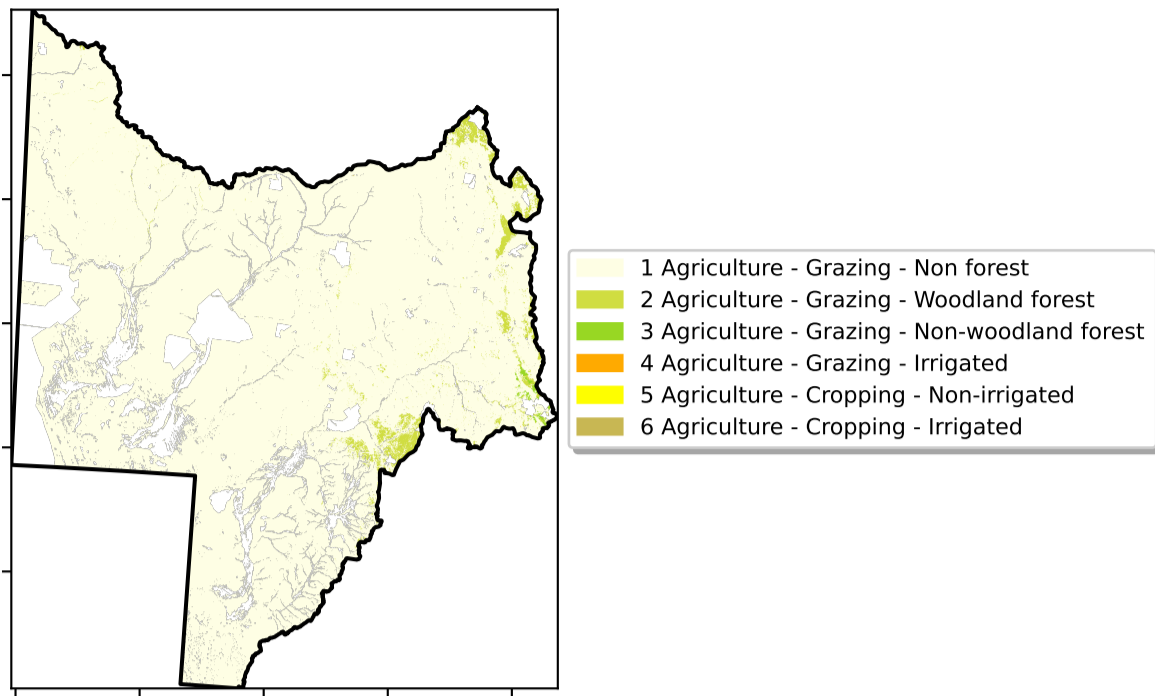 1 Agriculture - Grazing - Non forest
2 Agriculture - Grazing - Woodland forest
3 Agriculture - Grazing - Non-woodland forest
4 Agriculture - Grazing - Irrigated
5 Agriculture - Cropping - Non-irrigated
6 Agriculture - Cropping - Irrigated